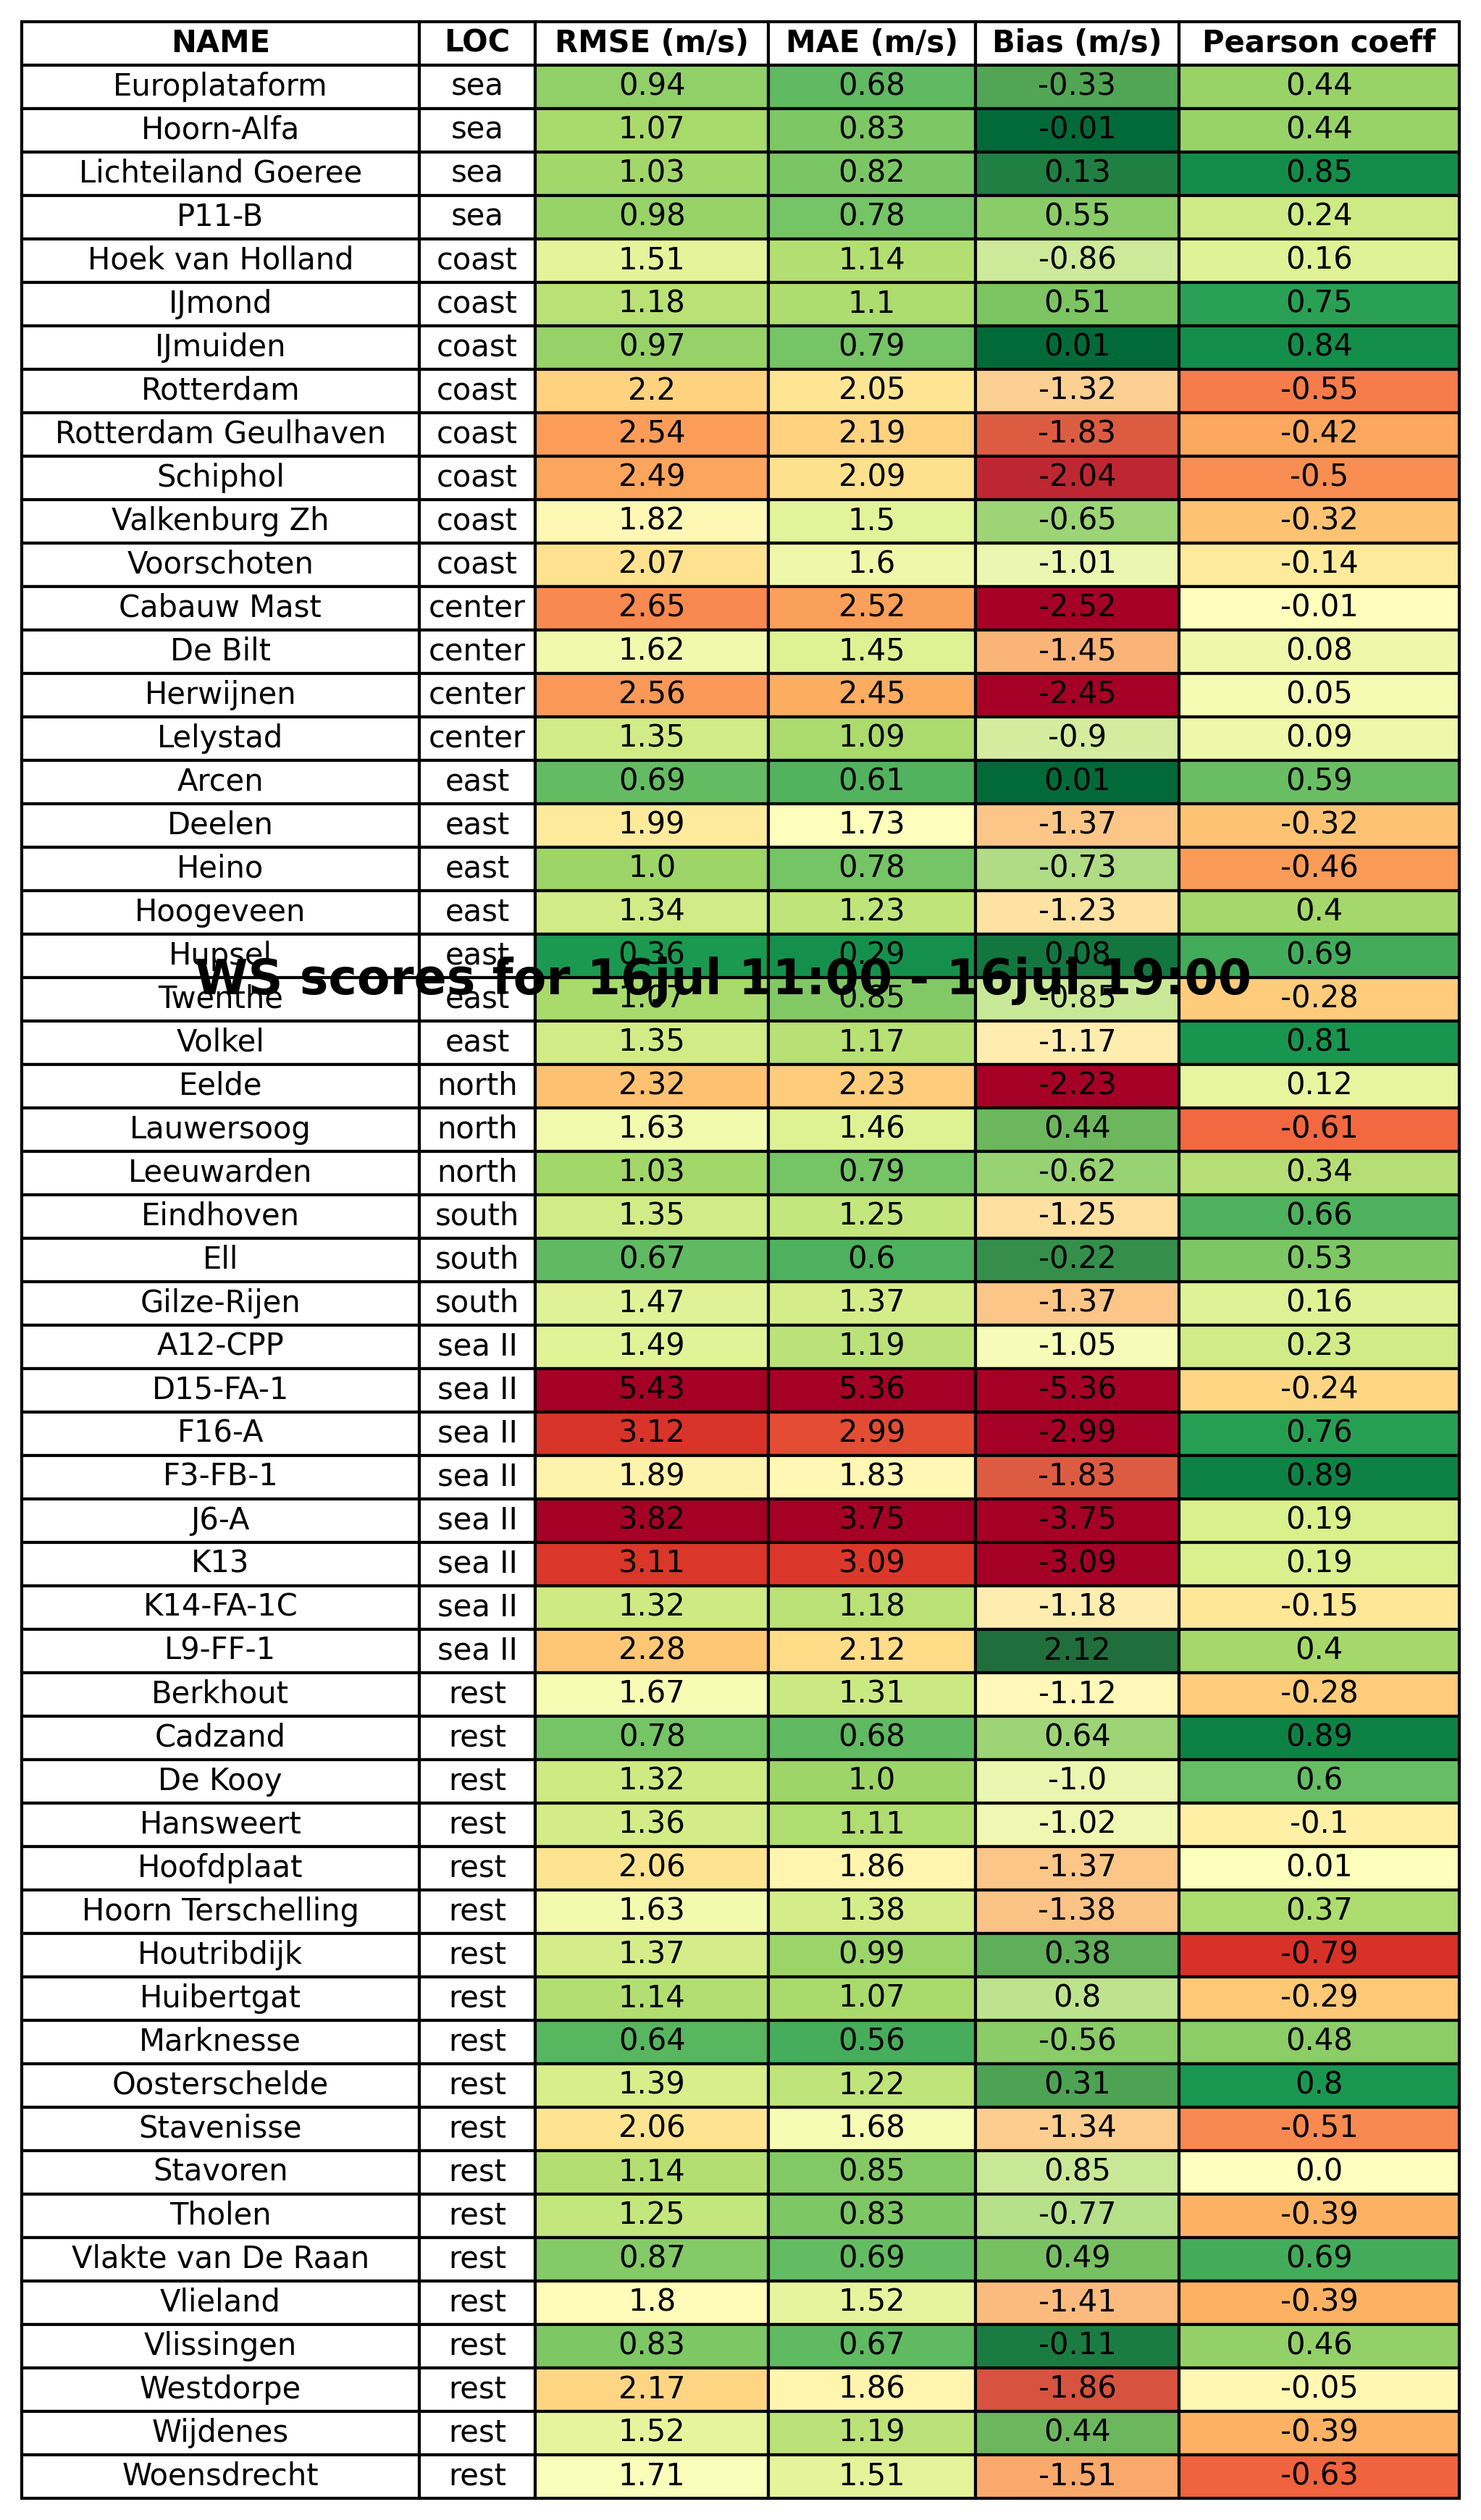 NAME LOC RMSE (m/s) MAE (m/s) Bias (m/s) Pearson coeff
Europlataform sea 0.94 0.68 -0.33 0.44
Hoorn-Alfa sea 1.07 0.83 -0.01 0.44
Lichteiland Goeree sea 1.03 0.82 0.13 0.85
P11-B sea 0.98 0.78 0.55 0.24
Hoek van Holland coast 1.51 1.14 -0.86 0.16
IJmond coast 1.18 1.1 0.51 0.75
IJmuiden coast 0.97 0.79 0.01 0.84
Rotterdam coast 2.2 2.05 -1.32 -0.55
Rotterdam Geulhaven coast 2.54 2.19 -1.83 -0.42
Schiphol coast 2.49 2.09 -2.04 -0.5
Valkenburg Zh coast 1.82 1.5 -0.65 -0.32
Voorschoten coast 2.07 1.6 -1.01 -0.14
Cabauw Mast center 2.65 2.52 -2.52 -0.01
De Bilt center 1.62 1.45 -1.45 0.08
Herwijnen center 2.56 2.45 -2.45 0.05
Lelystad center 1.35 1.09 -0.9 0.09
Arcen east 0.69 0.61 0.01 0.59
Deelen east 1.99 1.73 -1.37 -0.32
Heino east 1.0 0.78 -0.73 -0.46
Hoogeveen east 1.34 1.23 -1.23 0.4
Hupsel east 0.36 0.29 0.08 0.69
WS scores for 16jul 11:00 - 16jul 19:00
Twenthe east 1.07 0.85 -0.85 -0.28
Volkel east 1.35 1.17 -1.17 0.81
Eelde north 2.32 2.23 -2.23 0.12
Lauwersoog north 1.63 1.46 0.44 -0.61
Leeuwarden north 1.03 0.79 -0.62 0.34
Eindhoven south 1.35 1.25 -1.25 0.66
Ell south 0.67 0.6 -0.22 0.53
Gilze-Rijen south 1.47 1.37 -1.37 0.16
A12-CPP sea II 1.49 1.19 -1.05 0.23
D15-FA-1 sea II 5.43 5.36 -5.36 -0.24
F16-A sea II 3.12 2.99 -2.99 0.76
F3-FB-1 sea II 1.89 1.83 -1.83 0.89
J6-A sea II 3.82 3.75 -3.75 0.19
K13 sea II 3.11 3.09 -3.09 0.19
K14-FA-1C sea II 1.32 1.18 -1.18 -0.15
L9-FF-1 sea II 2.28 2.12 2.12 0.4
Berkhout rest 1.67 1.31 -1.12 -0.28
Cadzand rest 0.78 0.68 0.64 0.89
De Kooy rest 1.32 1.0 -1.0 0.6
Hansweert rest 1.36 1.11 -1.02 -0.1
Hoofdplaat rest 2.06 1.86 -1.37 0.01
Hoorn Terschelling rest 1.63 1.38 -1.38 0.37
Houtribdijk rest 1.37 0.99 0.38 -0.79
Huibertgat rest 1.14 1.07 0.8 -0.29
Marknesse rest 0.64 0.56 -0.56 0.48
Oosterschelde rest 1.39 1.22 0.31 0.8
Stavenisse rest 2.06 1.68 -1.34 -0.51
Stavoren rest 1.14 0.85 0.85 0.0
Tholen rest 1.25 0.83 -0.77 -0.39
Vlakte van De Raan rest 0.87 0.69 0.49 0.69
Vlieland rest 1.8 1.52 -1.41 -0.39
Vlissingen rest 0.83 0.67 -0.11 0.46
Westdorpe rest 2.17 1.86 -1.86 -0.05
Wijdenes rest 1.52 1.19 0.44 -0.39
Woensdrecht rest 1.71 1.51 -1.51 -0.63